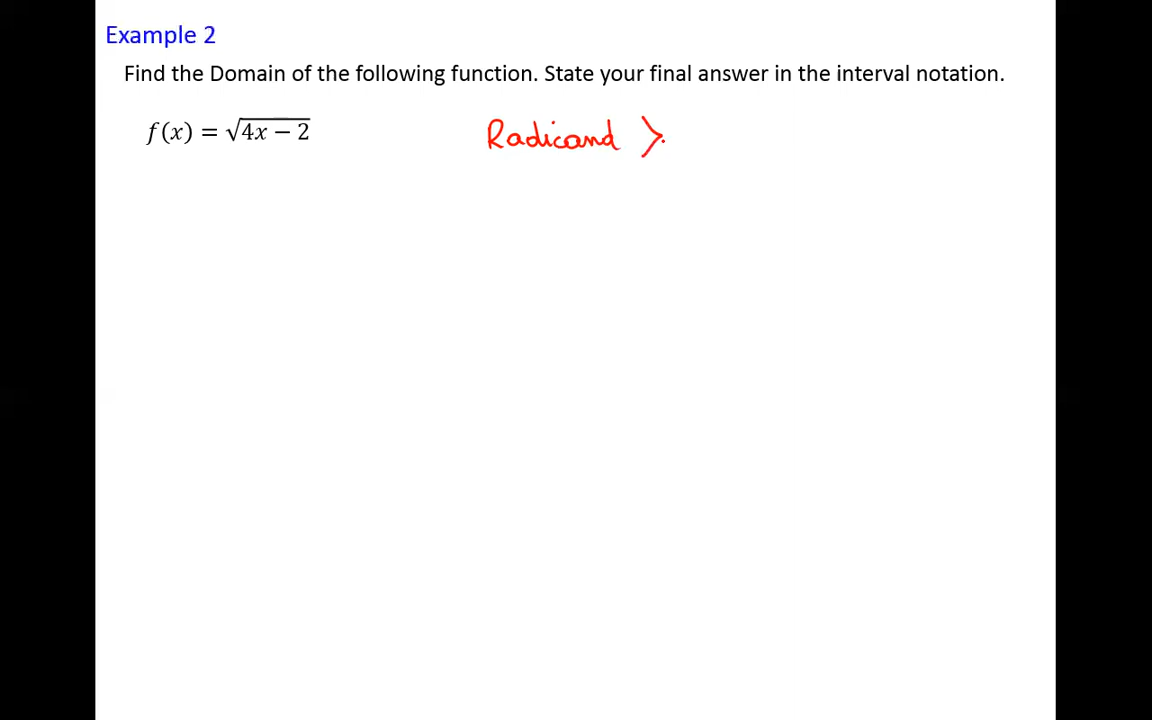 Example 2
Find the Domain of the following function. State your final answer in the interval notation.
f(x) = √4x − 2 Radicand >